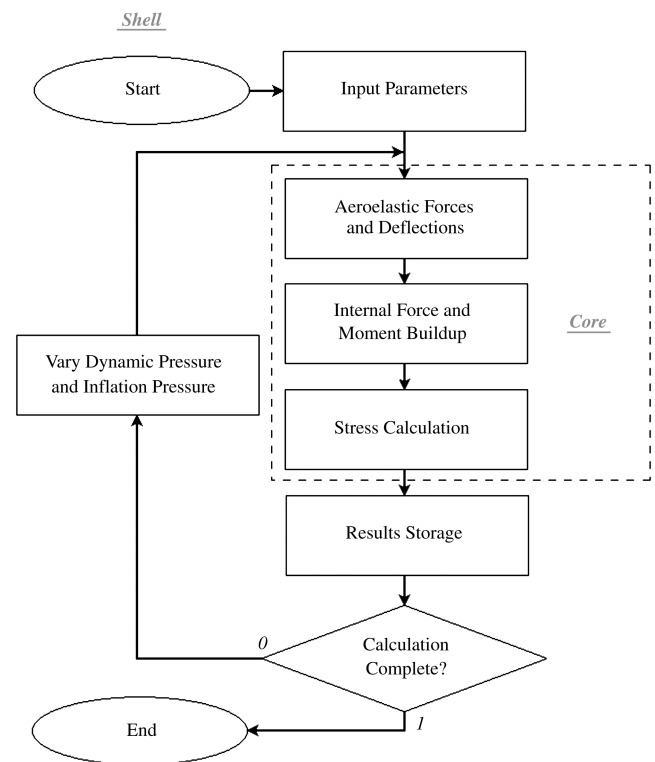 Shell
Start
Input Parameters
Aeroelastic Forces
and Deflections
Internal Force and
Moment Buildup
Core
Vary Dynamic Pressure
and Inflation Pressure
Stress Calculation
Results Storage
0
Calculation
Complete?
1
End